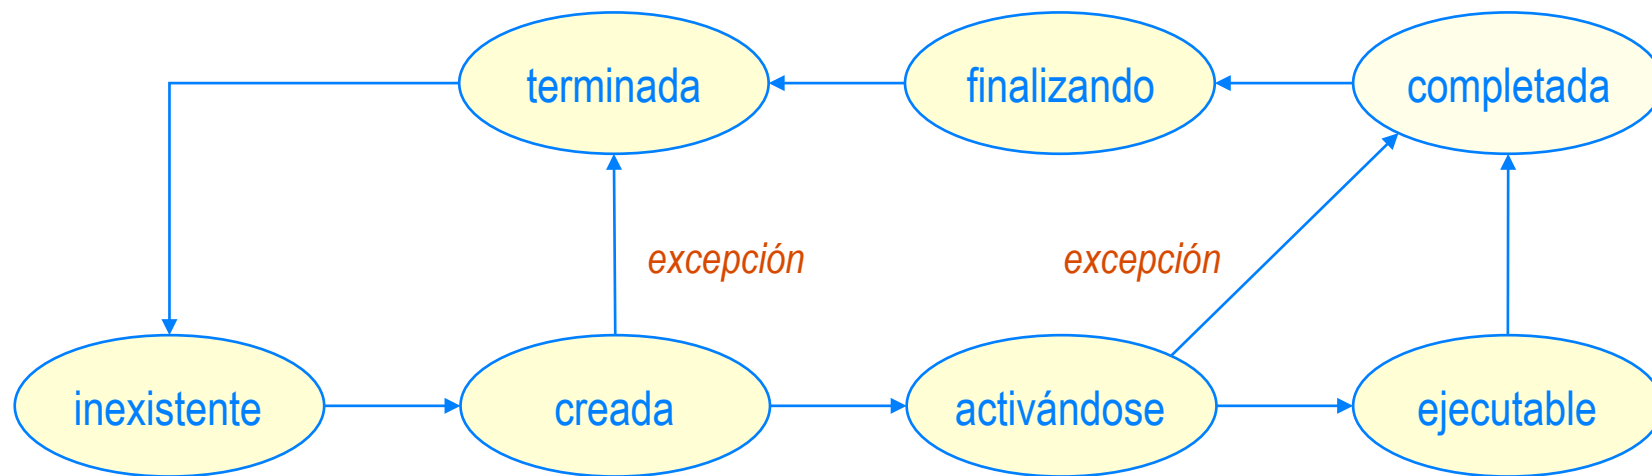 terminada
finalizando
completada
excepción
excepción
inexistente
creada
activándose
ejecutable